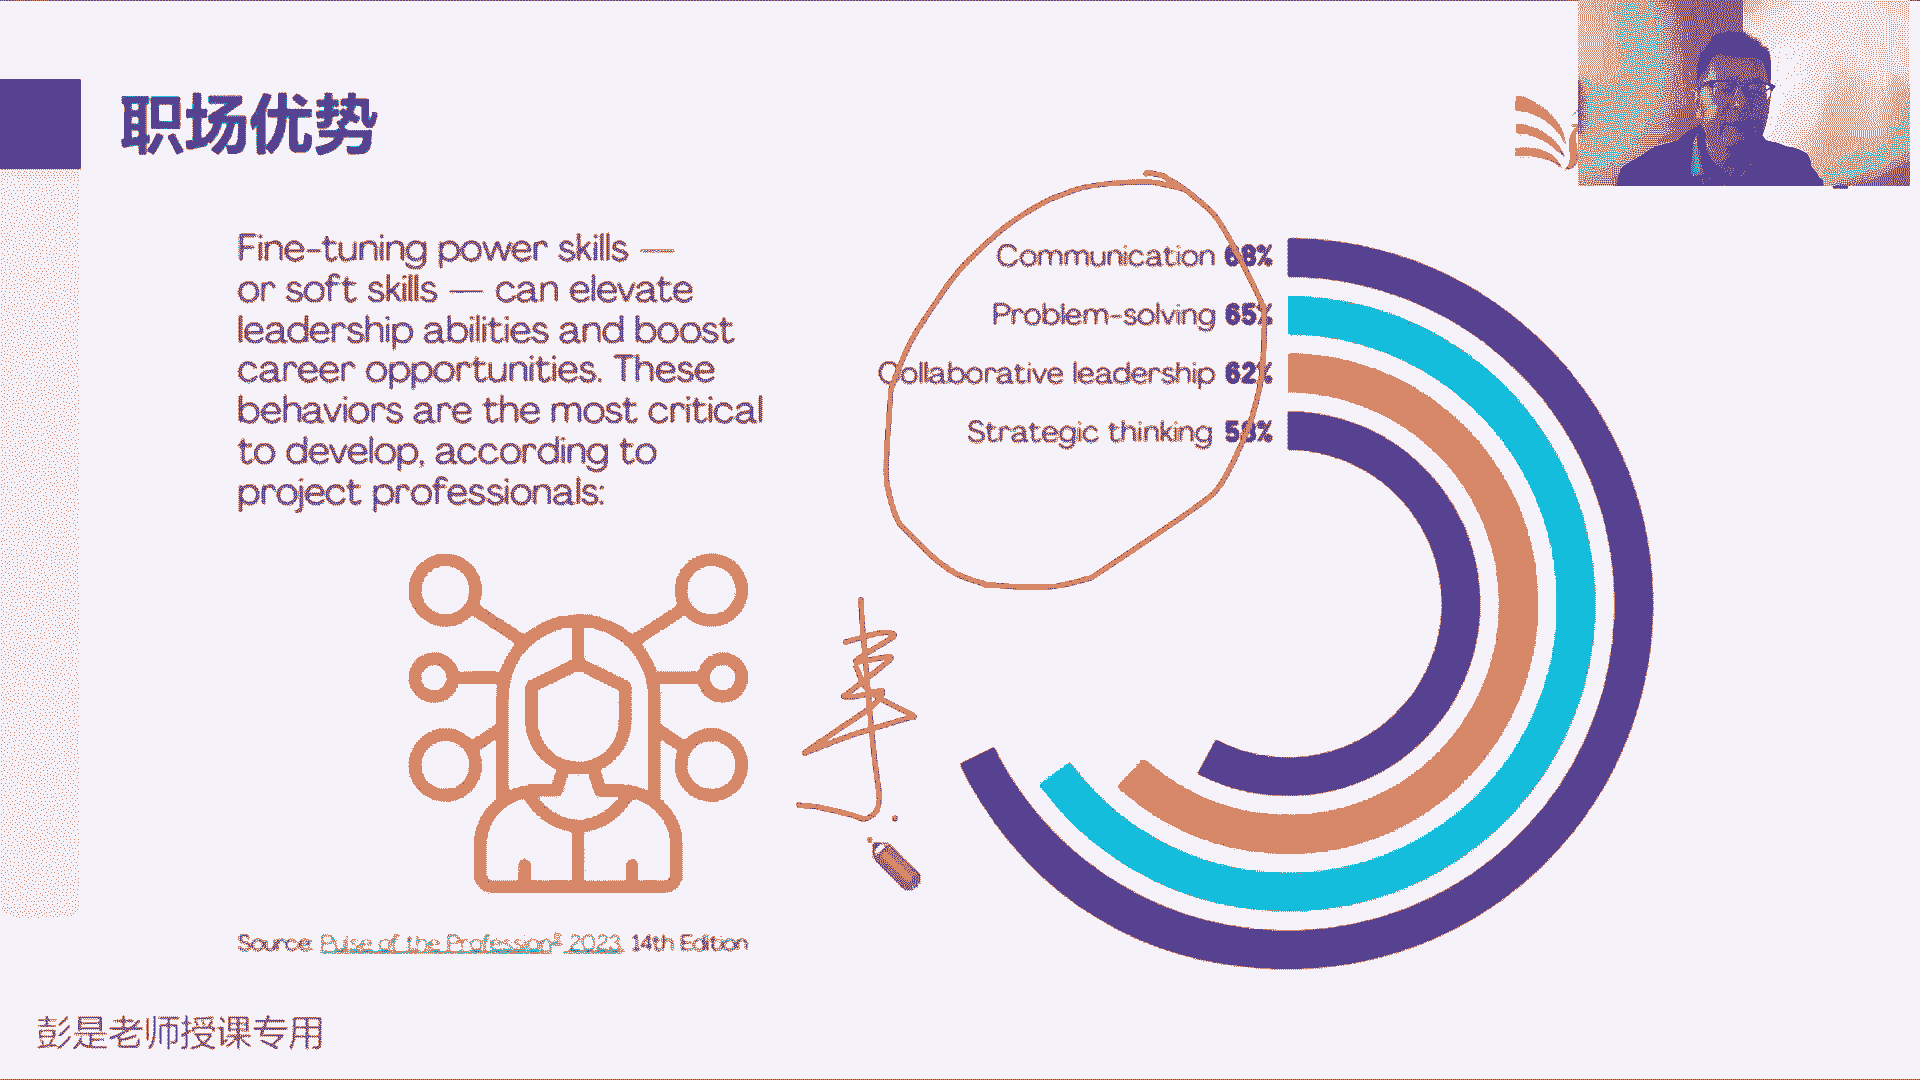 职场优势
Fine-tuning power skills —
or soft skills — can elevate
leadership abilities and boost
career opportunities. These
behaviors are the most critical
to develop, according to
project professionals:
Communication 68%
Problem-solving 65%
Collaborative leadership 62%
Strategic thinking 58%
事
Source: Pulse of the Profession® 2023, 14th Edition
彭是老师授课专用